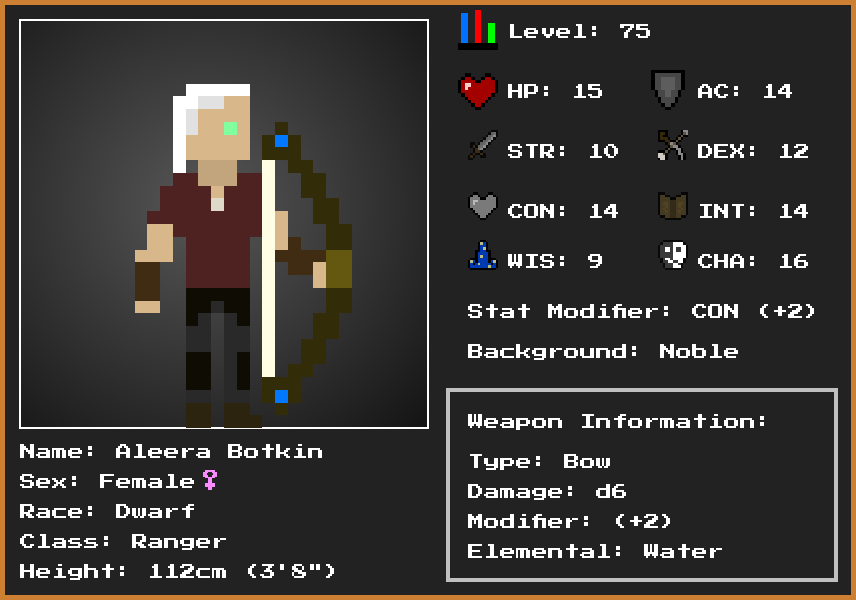 Level: 75
HP: 15
AC: 14
STR: 10
DEX: 12
CON: 14
INT: 14
WIS: 9
CHA: 16
Stat Modifier: CON (+2)
Background: Noble
Weapon Information:
Type: Bow
Damage: d6
Modifier: (+2)
Elemental: Water
Name: Aleera Botkin
Sex: Female♀
Race: Dwarf
Class: Ranger
Height: 112cm (3'8")